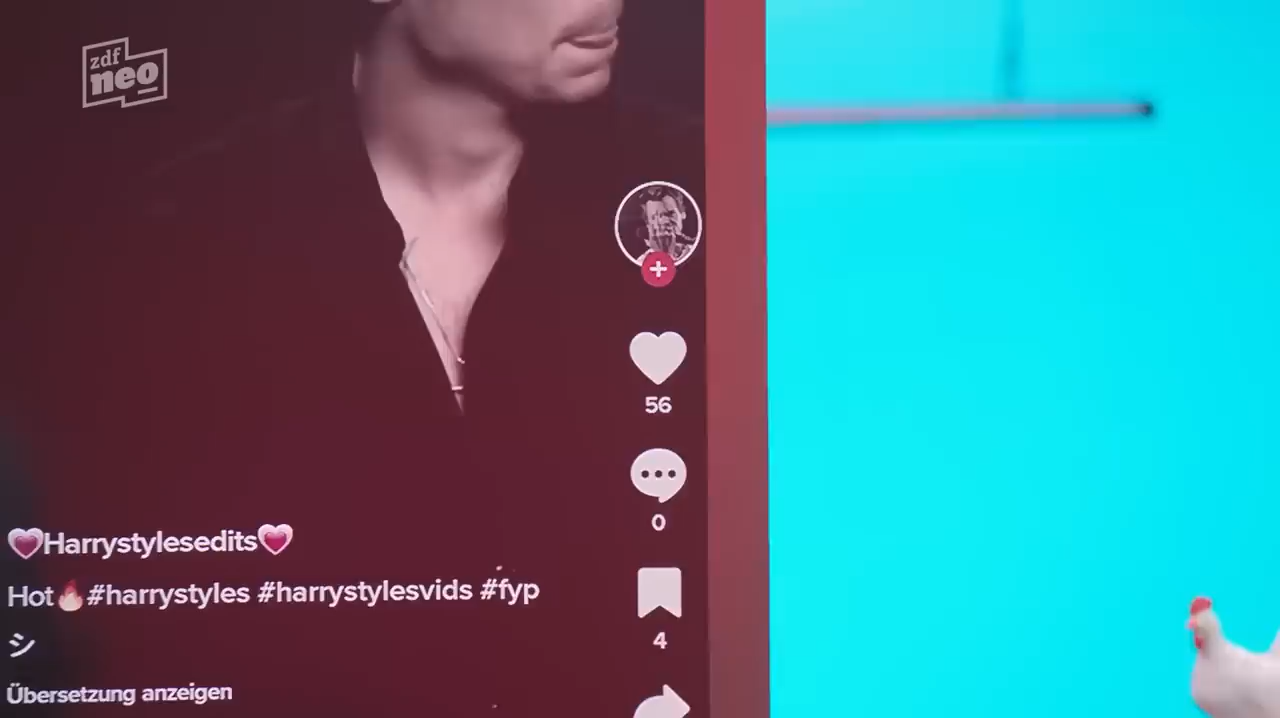 zdf
neo
56
0
💗Harrystylesedits💗
Hot🔥#harrystyles #harrystylesvids #fyp
シ
4
Übersetzung anzeigen